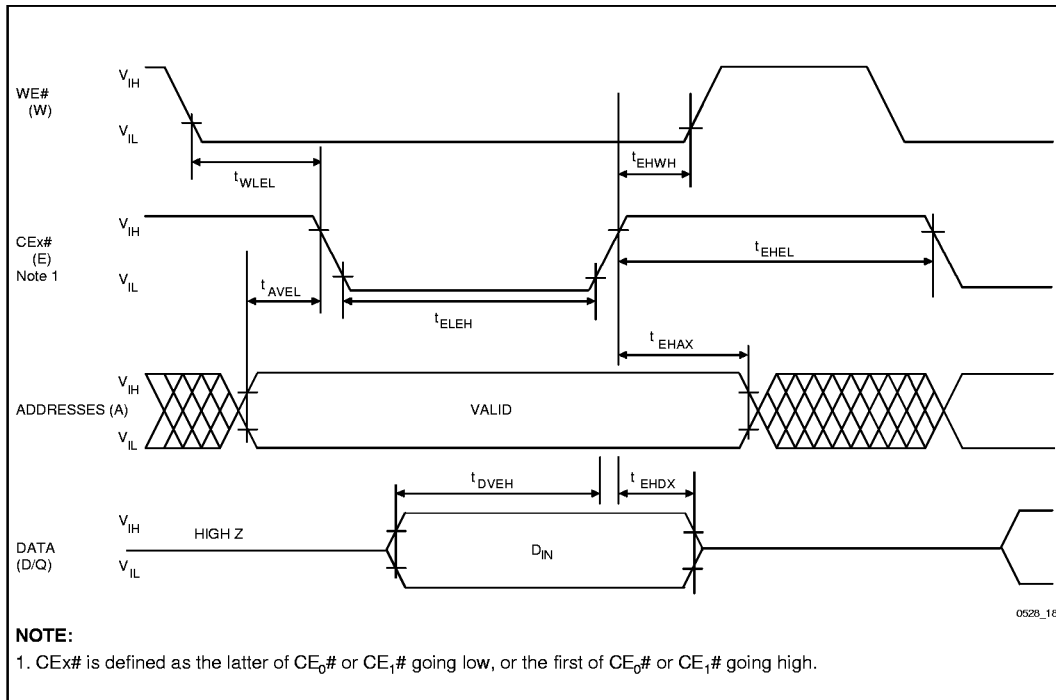 WE#
(W)
V_IH
V_IL
t_WLEL
t_EHWH
CEx#
(E)
Note 1
V_IH
V_IL
t_AVEL
t_ELEH
t_EHEL
t_EHAX
ADDRESSES (A)
V_IH
V_IL
VALID
t_DVEH
t_EHDX
DATA
(D/Q)
V_IH
V_IL
HIGH Z
D_IN
0528_18
NOTE:
1. CEx# is defined as the latter of CE₀# or CE₁# going low, or the first of CE₀# or CE₁# going high.